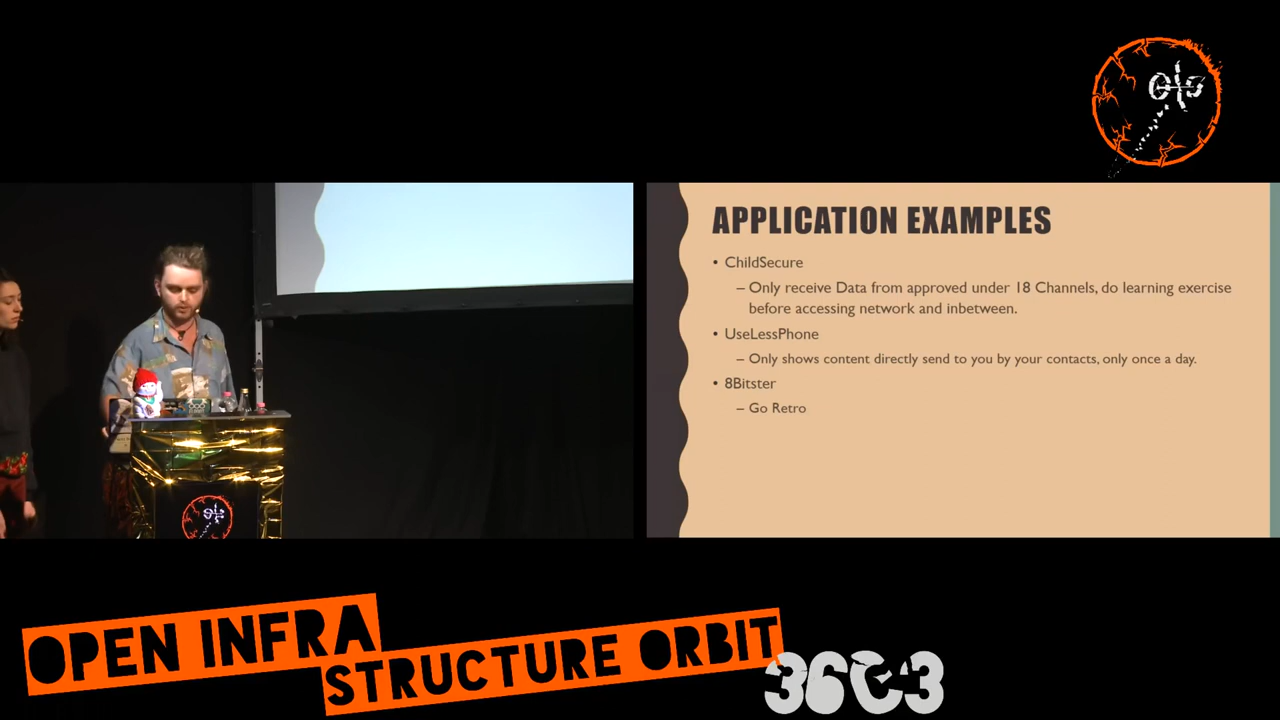 OIO
APPLICATION EXAMPLES
• ChildSecure
– Only receive Data from approved under 18 Channels, do learning exercise
before accessing network and inbetween.
• UseLessPhone
– Only shows content directly send to you by your contacts, only once a day.
• 8Bitster
– Go Retro
OIO
OPEN INFRA
STRUCTURE ORBIT
36C3